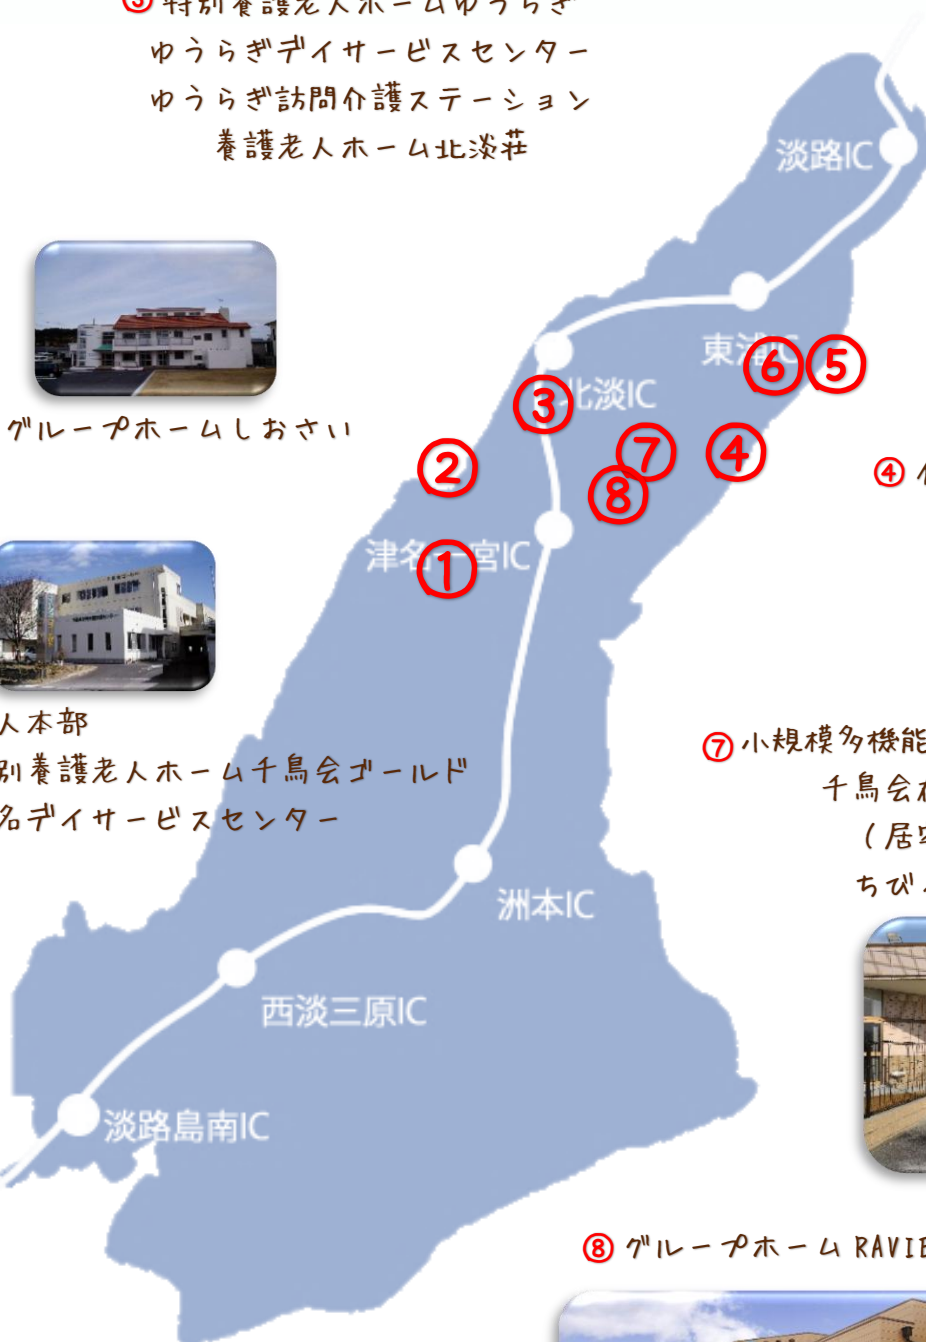 ③ 特別養護老人ホームゆうらぎ
ゆうらぎデイサービスセンター
ゆうらぎ訪問介護ステーション
養護老人ホーム北淡荘
淡路IC
東浦IC
⑥
⑤
北淡IC
③
グループホームしおさい
②
⑦
④
⑧
④
津名一宮IC
①
人本部
別養護老人ホーム千鳥会ゴールド
名デイサービスセンター
⑦ 小規模多機能
千鳥会
（居
ちび
洲本IC
西淡三原IC
淡路島南IC
⑧ グループホーム RAVIE